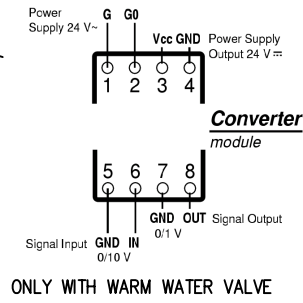 Power G G0
Supply 24 V~
Vcc GND Power Supply
Output 24 V⎓
1 2 3 4
Converter
module
5 6 7 8
GND OUT Signal Output
0/1 V
Signal Input GND IN
0/10 V
ONLY WITH WARM WATER VALVE